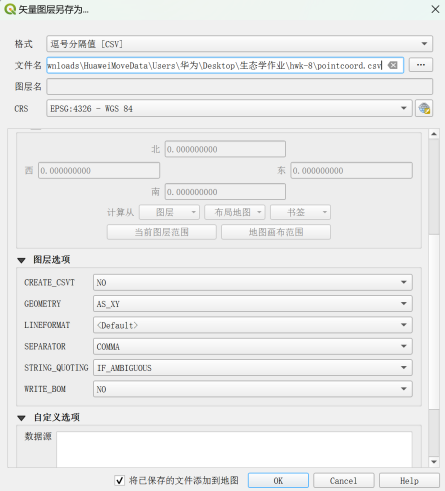 矢量图层另存为…
格式 逗号分隔值 [CSV]
文件名 wnloads\HuaweiMoveData\Users\华为\Desktop\生态学作业\hwk-8\pointcoord.csv …
图层名
CRS EPSG:4326 - WGS 84
北 0.000000000
西 0.000000000 东 0.000000000
南 0.000000000
计算从 图层 布局地图 书签
当前图层范围 地图画布范围
图层选项
CREATE_CSVT NO
GEOMETRY AS_XY
LINEFORMAT <Default>
SEPARATOR COMMA
STRING_QUOTING IF_AMBIGUOUS
WRITE_BOM NO
自定义选项
数据源
将已保存的文件添加到地图 OK Cancel Help